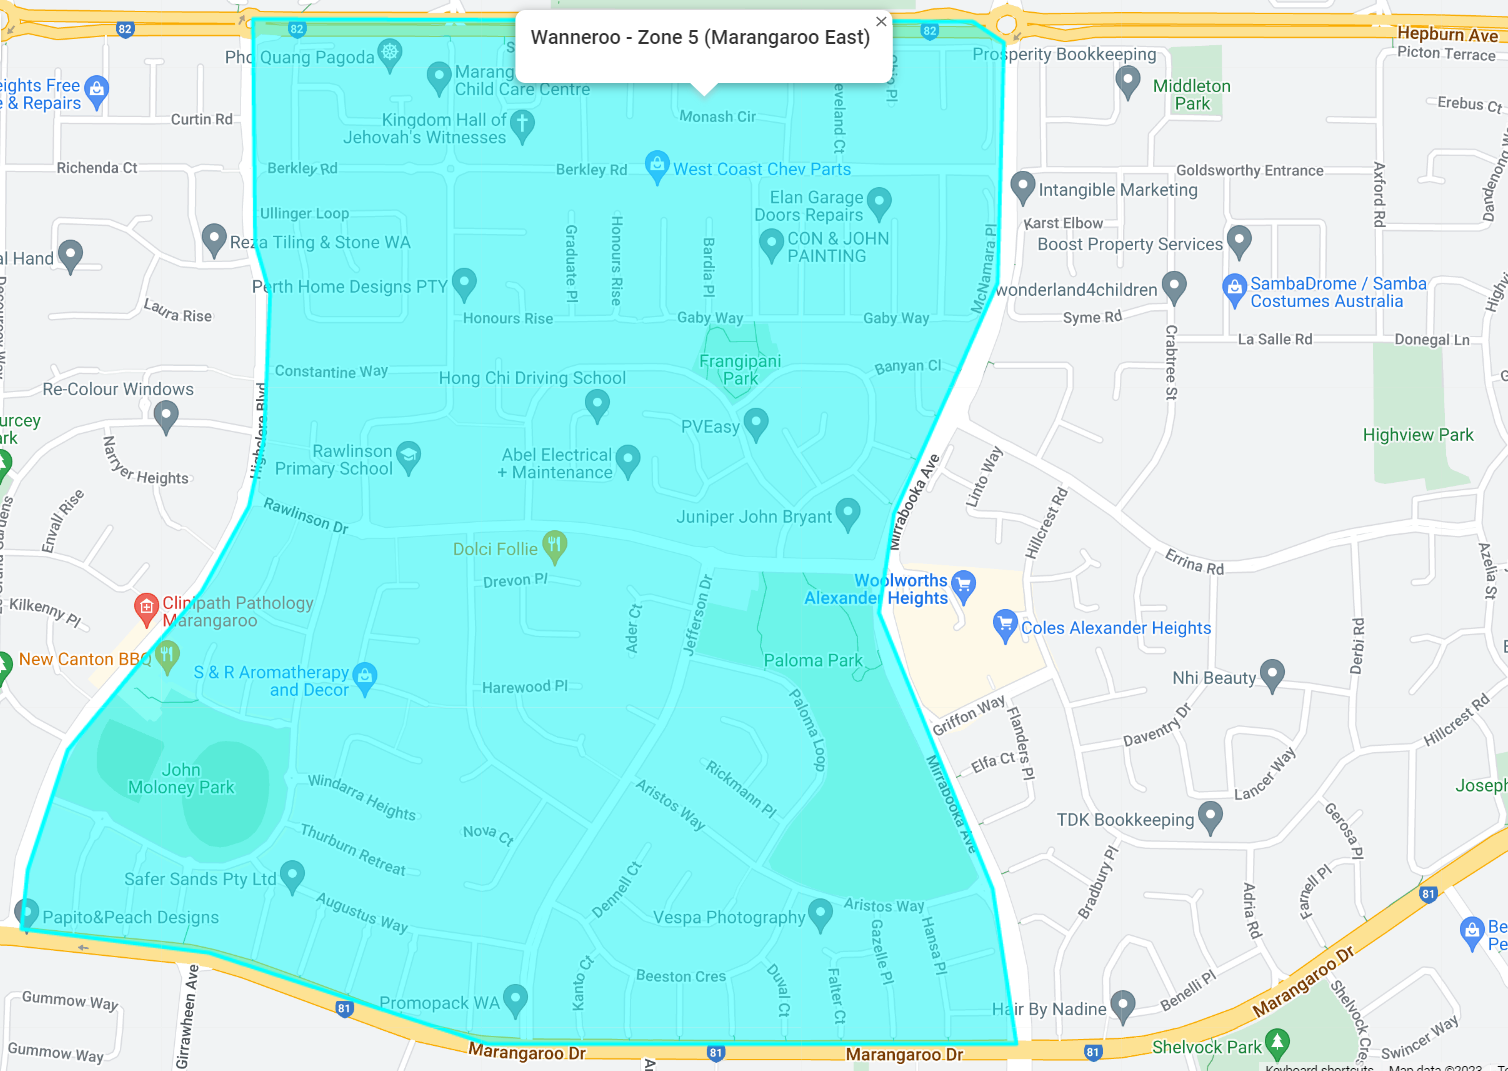 Wanneroo - Zone 5 (Marangaroo East)
82
82
82
82
Hepburn Ave
Prosperity Bookkeeping
Picton Terrace
Pho Quang Pagoda
Marang
Child Care Centre
eights Free
e & Repairs
Middleton
Park
Erebus Ct
Curtin Rd
Kingdom Hall of
Jehovah's Witnesses
Monash Cir
eveland Ct
Richenda Ct
Berkley Rd
Berkley Rd
West Coast Chev Parts
Goldsworthy Entrance
Axford Rd
Intangible Marketing
Elan Garage
Doors Repairs
Ullinger Loop
Karst Elbow
Reza Tiling & Stone WA
al Hand
Graduate Pl
Honours Rise
Bardia Pl
CON & JOHN
PAINTING
McNamara Pl
Boost Property Services
Perth Home Designs PTY
wonderland4children
SambaDrome / Samba
Costumes Australia
Laura Rise
Honours Rise
Gaby Way
Gaby Way
Syme Rd
La Salle Rd
Donegal Ln
Crabtree St
Frangipani
Park
Constantine Way
Hong Chi Driving School
Banyan Cl
Re-Colour Windows
Highclere Blvd
urcey
ark
PVEasy
Highview Park
Narryer Heights
Rawlinson
Primary School
Abel Electrical
+ Maintenance
Linto Way
Mirrabooka Ave
Envall Rise
Rawlinson Dr
Juniper John Bryant
Hillcrest Rd
Dolci Follie
Errina Rd
Azelia St
Drevon Pl
Woolworths
Alexander Heights
Kilkenny Pl
Clinipath Pathology
Marangaroo
Ader Ct
Jefferson Dr
Coles Alexander Heights
Derbi Rd
New Canton BBQ
Paloma Park
S & R Aromatherapy
and Decor
Harewood Pl
Nhi Beauty
Paloma Loop
Griffon Way
Flanders Pl
Daventry Dr
Hillcrest Rd
John
Moloney Park
Windarra Heights
Rickmann Pl
Elfa Ct
Lancer Way
Mirrabooka Ave
Joseph
Aristos Way
TDK Bookkeeping
Gerosa Pl
Nova Ct
Thurburn Retreat
Safer Sands Pty Ltd
Dennell Ct
Bradbury Pl
Farnell Pl
Adria Rd
81
Augustus Way
Papito&Peach Designs
Vespa Photography
Aristos Way
Gazelle Pl
Hansa Pl
Be
Pe
Girrawheen Ave
Kanto Ct
Beeston Cres
Duval Ct
Falter Ct
Benelli Pl
Marangaroo Dr
Gummow Way
81
Promopack WA
Hair By Nadine
Shelvock Cres
Swincer Way
Gummow Way
Marangaroo Dr
81
Marangaroo Dr
81
Shelvock Park
Keyboard shortcuts
Map data ©2023